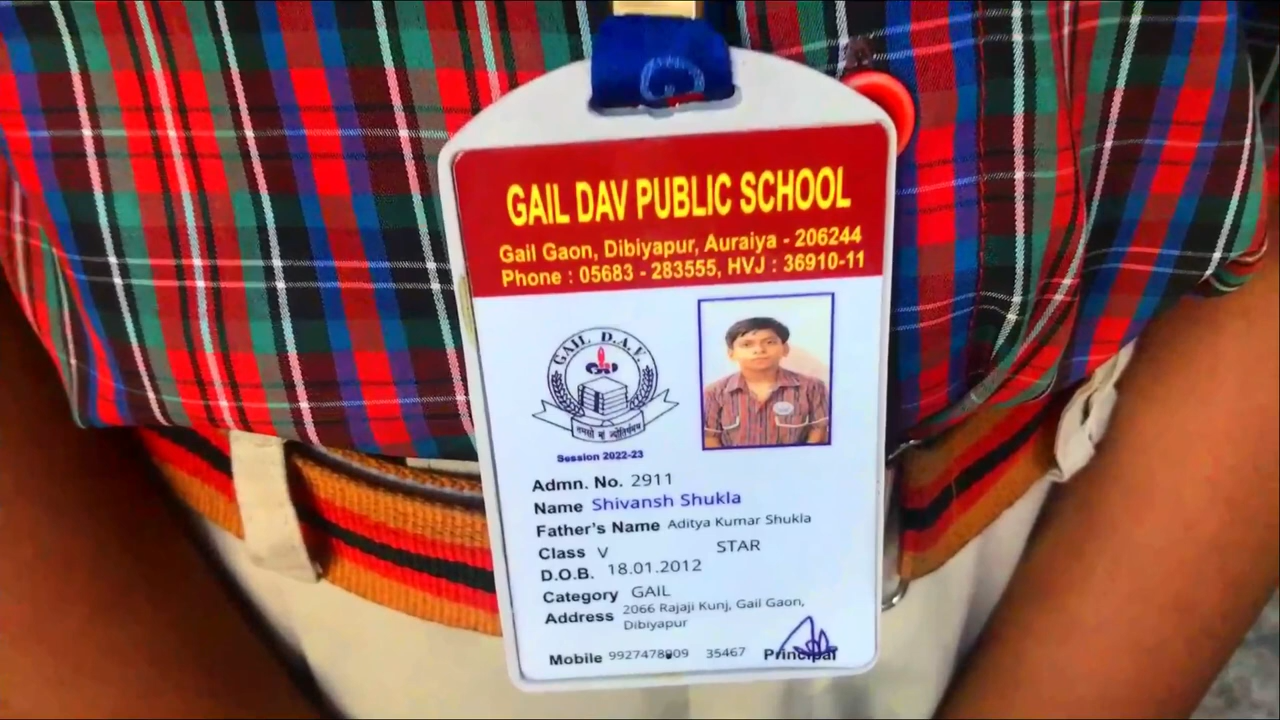 GAIL DAV PUBLIC SCHOOL
Gail Gaon, Dibiyapur, Auraiya - 206244
Phone : 05683 - 283555, HVJ : 36910-11
GAIL D.A.V
Session 2022-23
Admn. No. 2911
Name Shivansh Shukla
Father's Name Aditya Kumar Shukla
Class V STAR
D.O.B. 18.01.2012
Category GAIL
Address 2066 Rajaji Kunj, Gail Gaon,
Dibiyapur
Mobile 35467 Principal